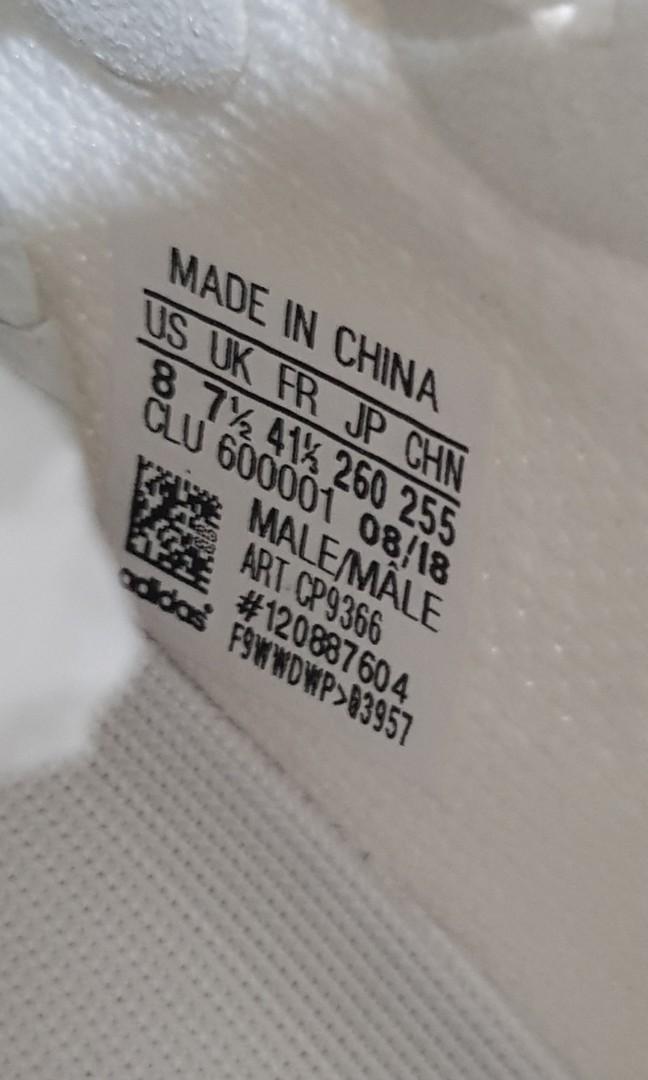 MADE IN CHINA
US UK FR JP CHN
8 7½ 41⅓ 260 255
CLU 600001 08/18
MALE/MÂLE
ART CP9366
#120887604
F9WWDWP>@3957
adidas